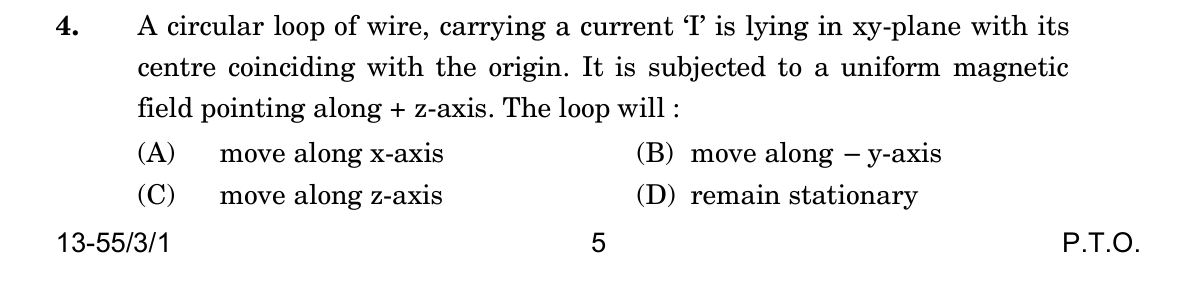 4. A circular loop of wire, carrying a current ‘I’ is lying in xy-plane with its
centre coinciding with the origin. It is subjected to a uniform magnetic
field pointing along + z-axis. The loop will :
(A) move along x-axis (B) move along – y-axis
(C) move along z-axis (D) remain stationary
13-55/3/1 5 P.T.O.